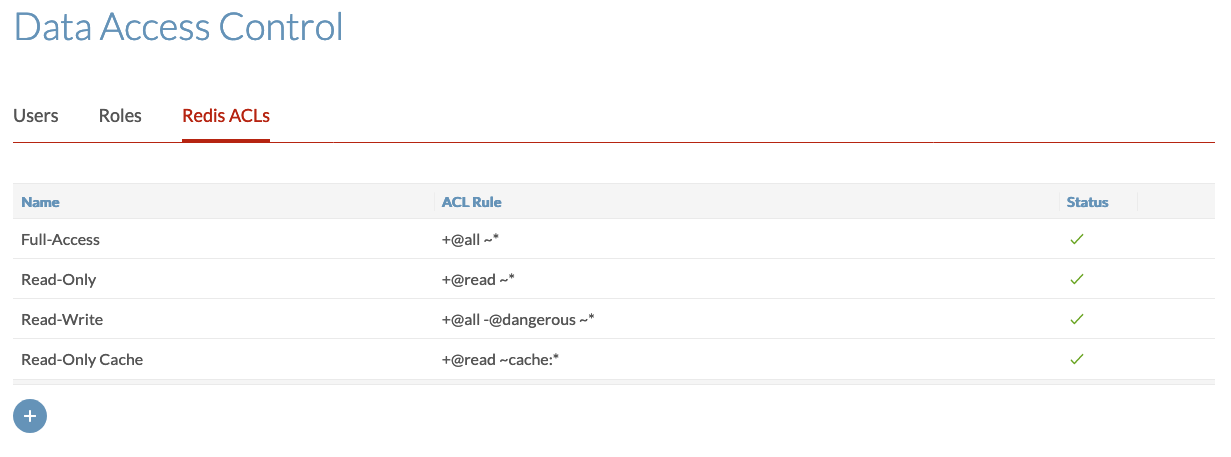 Data Access Control
Users Roles Redis ACLs
Name ACL Rule Status
Full-Access +@all ~*
Read-Only +@read ~*
Read-Write +@all -@dangerous ~*
Read-Only Cache +@read ~cache:*